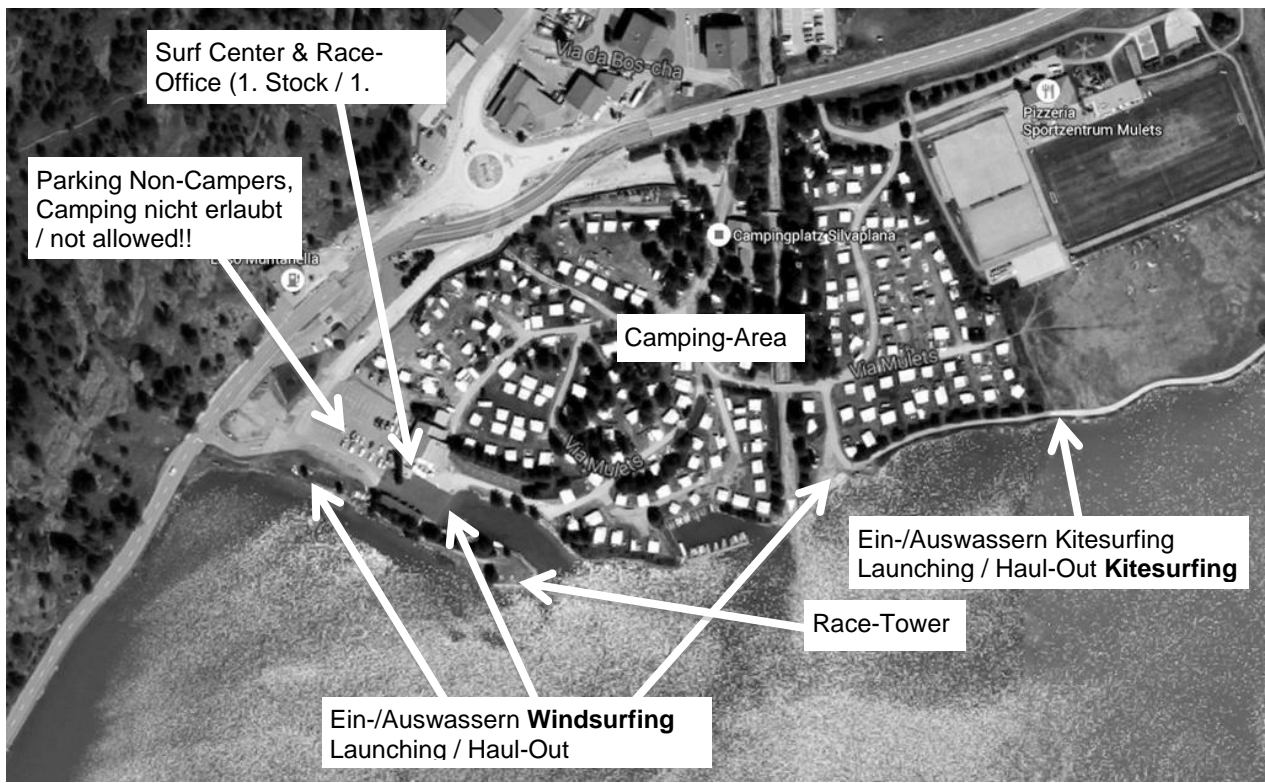 Surf Center & Race-
Office (1. Stock / 1.
Via da Bos-cha
Pizzeria
Sportzentrum Mulets
Parking Non-Campers,
Camping nicht erlaubt
/ not allowed!!
Campingplatz Silvaplana
Camping-Area
Via Mulets
Via Mulets
Ein-/Auswassern Kitesurfing
Launching / Haul-Out Kitesurfing
Race-Tower
Ein-/Auswassern Windsurfing
Launching / Haul-Out